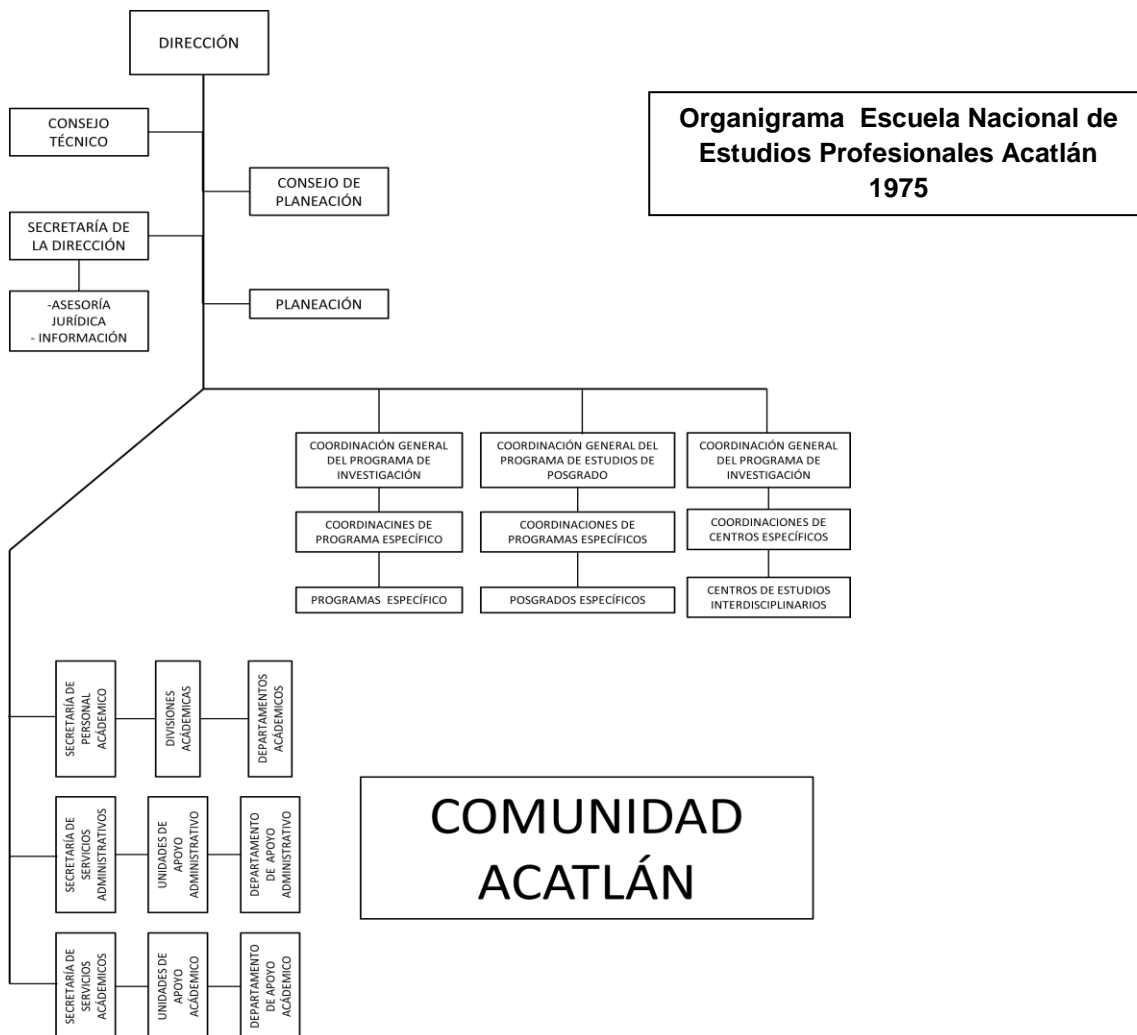 DIRECCIÓN
Organigrama Escuela Nacional de
Estudios Profesionales Acatlán
1975
CONSEJO
TÉCNICO
CONSEJO DE
PLANEACIÓN
SECRETARÍA DE
LA DIRECCIÓN
-ASESORÍA
JURÍDICA
- INFORMACIÓN
PLANEACIÓN
COORDINACIÓN GENERAL
DEL PROGRAMA DE
INVESTIGACIÓN
COORDINACIÓN GENERAL DEL
PROGRAMA DE ESTUDIOS DE
POSGRADO
COORDINACIÓN GENERAL
DEL PROGRAMA DE
INVESTIGACIÓN
COORDINACINES DE
PROGRAMA ESPECÍFICO
COORDINACIONES DE
PROGRAMAS ESPECÍFICOS
COORDINACIONES DE
CENTROS ESPECÍFICOS
PROGRAMAS ESPECÍFICO
POSGRADOS ESPECÍFICOS
CENTROS DE ESTUDIOS
INTERDISCIPLINARIOS
SECRETARÍA DE
PERSONAL
ACÁDEMICO
DIVISIONES
ACÁDEMICAS
DEPARTAMENTOS
ACÁDEMICOS
SECRETARÍA DE
SERVICIOS
ADMINISTRATIVOS
UNIDADES DE
APOYO
ADMINISTRATIVO
DEPARTAMENTO
DE APOYO
ADMINISTRATIVO
SECRETARÍA DE
SERVICIOS
ACÁDEMICOS
UNIDADES DE
APOYO
ACÁDEMICO
DEPARTAMENTO
DE APOYO
ACÁDEMICO
COMUNIDAD
ACATLÁN